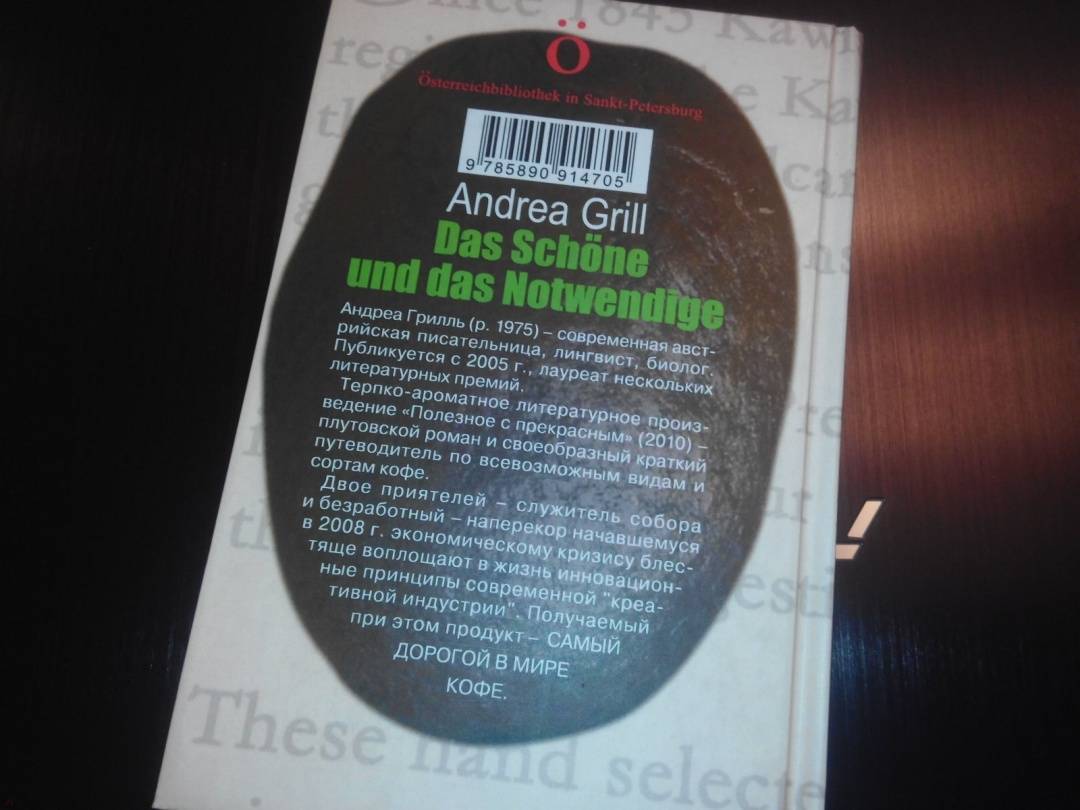 Since 1845 Kawi
Ö
Österreichbibliothek in Sankt-Petersburg
9 785890 914705
Andrea Grill
Das Schöne
und das Notwendige
Андреа Грилль (р. 1975) – современная авст-
рийская писательница, лингвист, биолог.
Публикуется с 2005 г., лауреат нескольких
литературных премий.
Терпко-ароматное литературное произ-
ведение «Полезное с прекрасным» (2010) –
плутовской роман и своеобразный краткий
путеводитель по всевозможным видам и
сортам кофе.
Двое приятелей – служитель собора
и безработный – наперекор начавшемуся
в 2008 г. экономическому кризису блес-
тяще воплощают в жизнь инновацион-
ные принципы современной "креа-
тивной индустрии". Получаемый
при этом продукт – САМЫЙ
ДОРОГОЙ В МИРЕ
КОФЕ.
These hand selecte